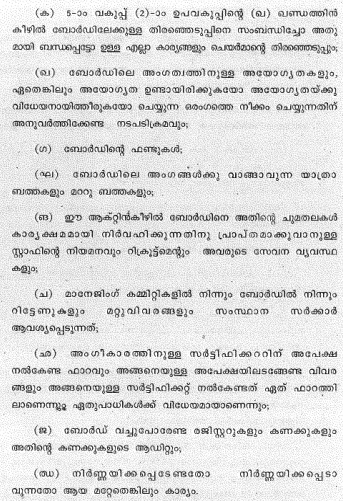 (ക) 5-ാം വകുപ്പ് (2)-ാം ഉപവകുപ്പിന്റെ (ഖ) ഖണ്ഡത്തിൻ
കീഴിൽ ബോർഡിലേക്കുള്ള തിരഞ്ഞെടുപ്പിനെ സംബന്ധിച്ചോ അതു
മായി ബന്ധപ്പെട്ടോ ഉള്ള എല്ലാ കാര്യങ്ങളും ചെയർമാന്റെ തിരഞ്ഞെടുപ്പും;
(ഖ) ബോർഡിലെ അംഗത്വത്തിനുള്ള അയോഗ്യതകളും,
ഏതെങ്കിലും അയോഗ്യത ഉണ്ടായിരിക്കുകയോ അയോഗ്യതയ്ക്കു
വിധേയനായിത്തീരുകയോ ചെയ്യുന്ന ഒരംഗത്തെ നീക്കം ചെയ്യുന്നതിന്
അനുവർത്തിക്കേണ്ട നടപടിക്രമവും;
(ഗ) ബോർഡിന്റെ ഫണ്ടുകൾ;
(ഘ) ബോർഡിലെ അംഗങ്ങൾക്കു വാങ്ങാവുന്ന യാത്രാ
ബത്തകളും മററു ബത്തകളും;
(ങ) ഈ ആക്റ്റിൻകീഴിൽ ബോർഡിനെ അതിന്റെ ചുമതലകൾ
കാര്യക്ഷമമായി നിർവഹിക്കുന്നതിനു പ്രാപ്തമാക്കുവാനുള്ള
സ്റ്റാഫിന്റെ നിയമനവും റിക്രൂട്ട്മെന്റും അവരുടെ സേവന വ്യവസ്ഥ
കളും;
(ച) മാനേജിംഗ് കമ്മിറ്റികളിൽ നിന്നും ബോർഡിൽ നിന്നും
റിട്ടേണുകളും മറ്റുവിവരങ്ങളും സംസ്ഥാന സർക്കാർ
ആവശ്യപ്പെടുന്നത്;
(ഛ) അംഗീകാരത്തിനുള്ള സർട്ടിഫിക്കററിന് അപേക്ഷ
നൽകേണ്ട ഫാറവും അങ്ങനെയുള്ള അപേക്ഷയിലടങ്ങേണ്ട വിവര
ങ്ങളും അങ്ങനെയുള്ള സർട്ടിഫിക്കറ്റ് നൽകേണ്ടത് ഏത് ഫാറത്തി
ലാണെന്നും ഏതുപാധികൾക്ക് വിധേയമായാണെന്നും;
(ജ) ബോർഡ് വച്ചുപോരേണ്ട രജിസ്റ്ററുകളും കണക്കുകളും
അതിന്റെ കണക്കുകളുടെ ആഡിറ്റും;
(ഝ) നിർണ്ണയിക്കപ്പെടേണ്ടതോ നിർണ്ണയിക്കപ്പെടാ
വുന്നതോ ആയ മറ്റേതെങ്കിലും കാര്യം.